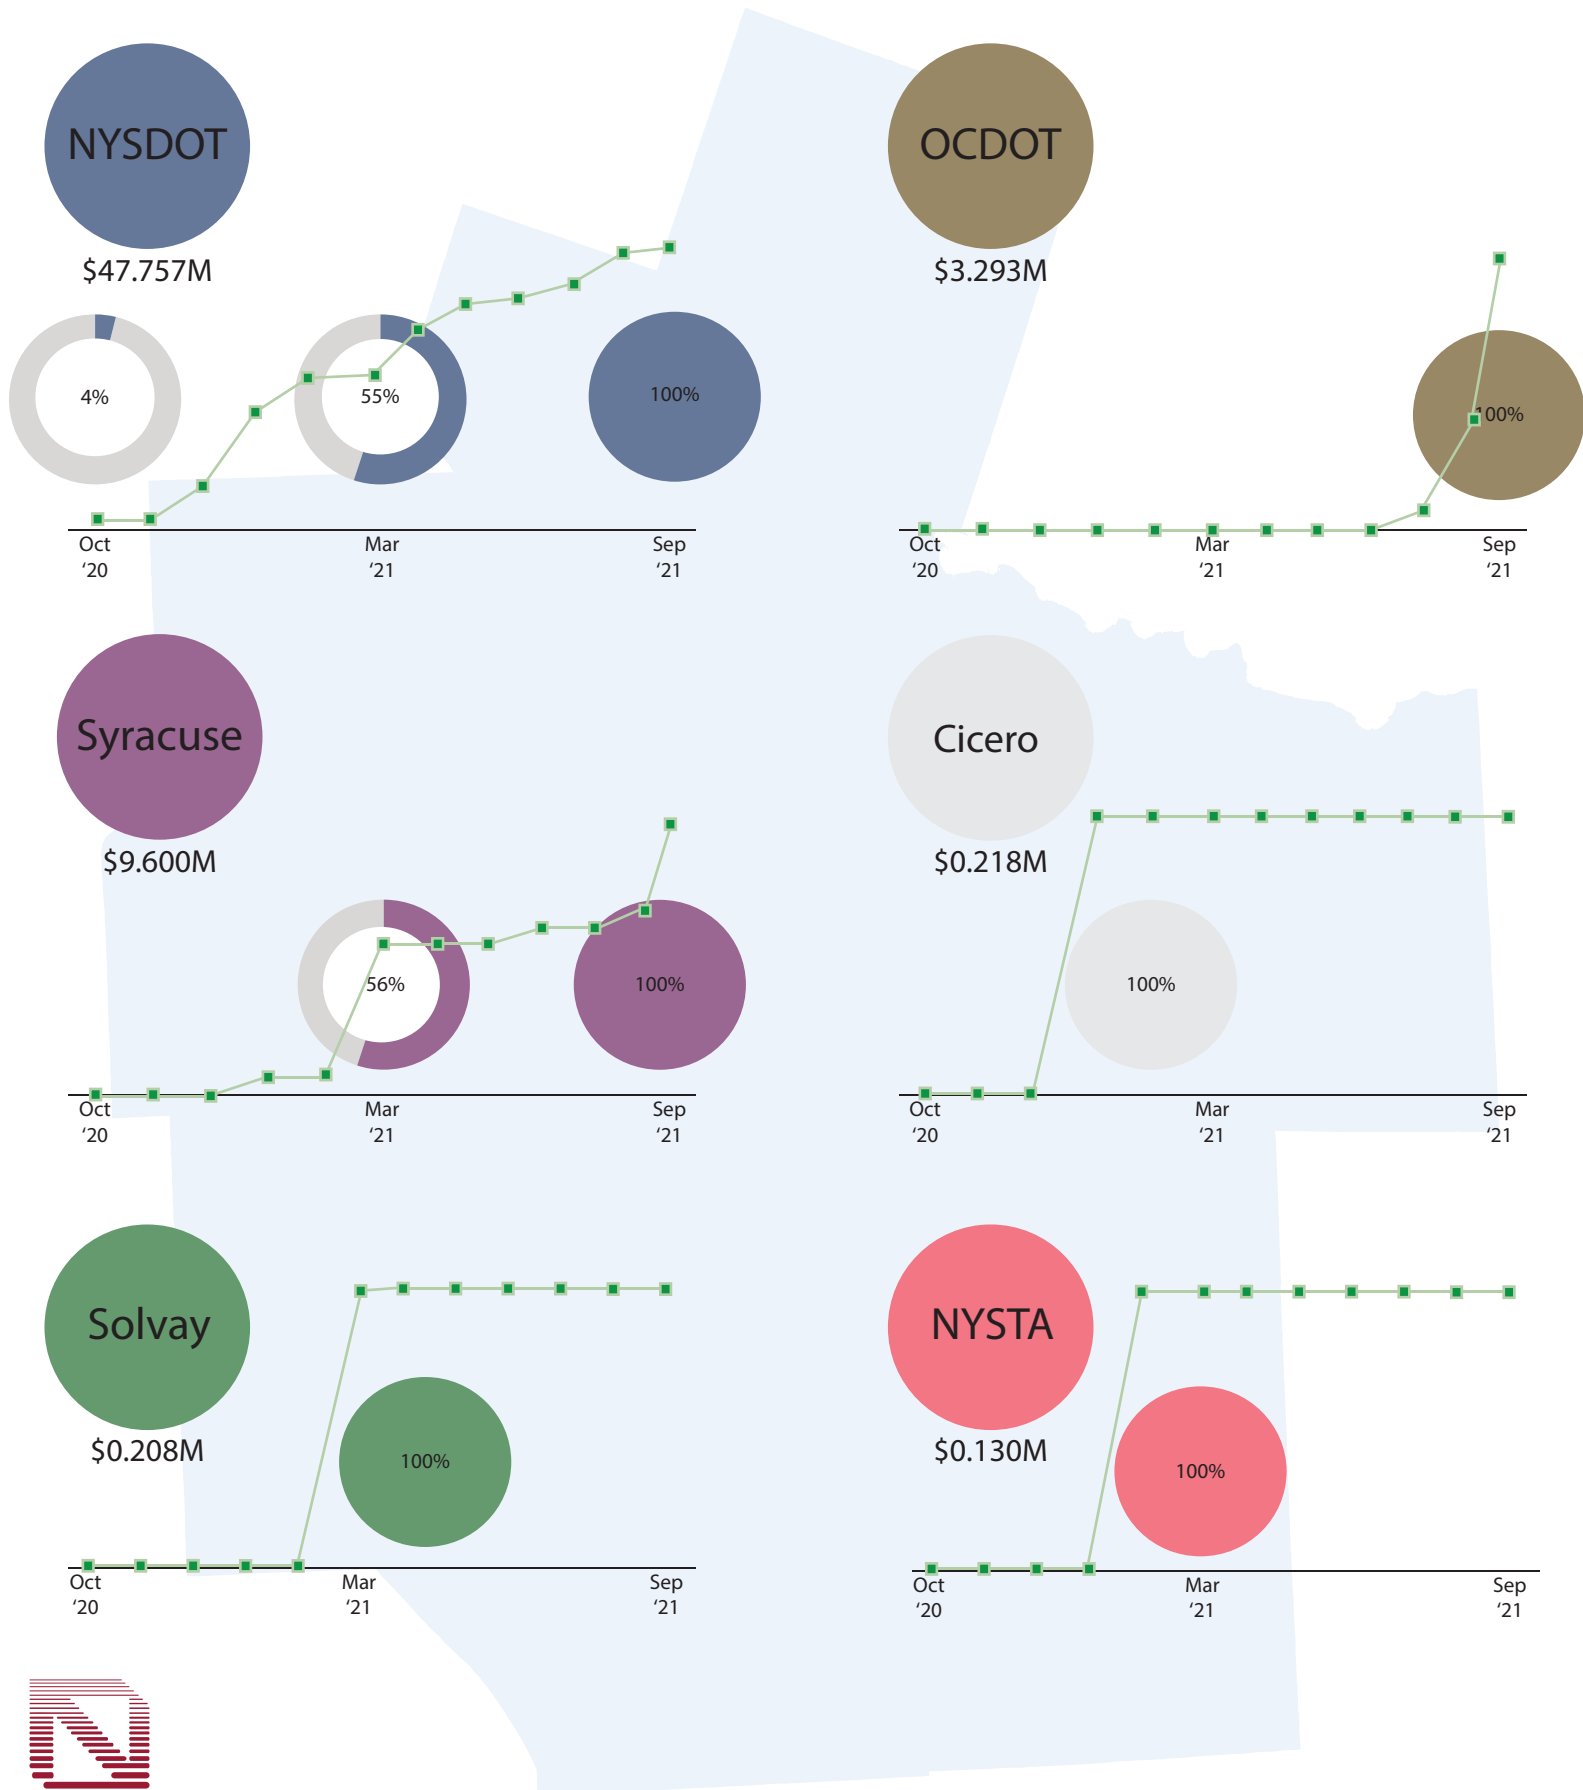 NYSDOT
$47.757M
4%
55%
100%
Oct
‘20
Mar
‘21
Sep
‘21
OCDOT
$3.293M
100%
Oct
‘20
Mar
‘21
Sep
‘21
Syracuse
$9.600M
56%
100%
Oct
‘20
Mar
‘21
Sep
‘21
Cicero
$0.218M
100%
Oct
‘20
Mar
‘21
Sep
‘21
Solvay
$0.208M
100%
Oct
‘20
Mar
‘21
Sep
‘21
NYSTA
$0.130M
100%
Oct
‘20
Mar
‘21
Sep
‘21